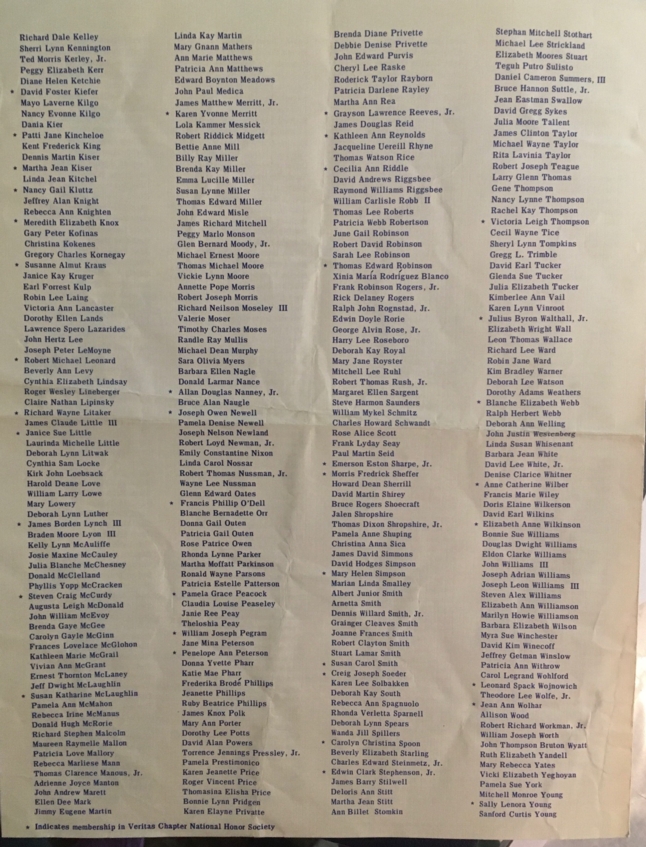 Richard Dale Kelley
Sherri Lynn Kennington
Ted Morris Kerley, Jr.
Peggy Elizabeth Kerr
Diane Helen Ketchie
* David Foster Kiefer
Mayo Laverne Kilgo
Nancy Evonne Kilgo
Dania Kier
* Patti Jane Kincheloe
Kent Frederick King
Dennis Martin Kiser
* Martha Jean Kiser
Linda Jean Kitchel
* Nancy Gail Kluttz
Jeffrey Alan Knight
Rebecca Ann Knighten
* Meredith Elizabeth Knox
Gary Peter Kofinas
Christina Kokenes
Gregory Charles Kornegay
* Susanne Almut Kraus
Janice Kay Kruger
Earl Forrest Kulp
Robin Lee Laing
Victoria Ann Lancaster
Dorothy Ellen Lands
Lawrence Spero Lazarides
John Hertz Lee
Joseph Peter LeMoyne
* Robert Michael Leonard
Beverly Ann Levy
Cynthia Elizabeth Lindsay
Roger Wesley Lineberger
Claire Nathan Lipinsky
* Richard Wayne Litaker
James Claude Little III
* Janice Sue Little
Laurinda Michelle Little
Deborah Lynn Litwak
Cynthia Sam Locke
Kirk John Loebsack
Harold Deane Love
William Larry Lowe
Mary Lowery
Deborah Lynn Luther
* James Borden Lynch III
Braden Moore Lyon III
Kelly Lynn McAuliffe
Josie Maxine McCauley
Julia Blanche McChesney
Donald McClelland
Phyllis Yopp McCracken
* Steven Craig McCurdy
Augusta Leigh McDonald
John William McEvoy
Brenda Gaye McGee
Carolyn Gayle McGinn
Frances Lovelace McGlohon
Kathleen Marie McGrail
Vivian Ann McGrant
Ernest Thornton McLaney
Jeff Dwight McLaughlin
* Susan Katharine McLaughlin
Pamela Ann McMahon
Rebecca Irine McManus
Donald Hugh McRorie
Richard Stephen Malcolm
Maureen Raynelle Malion
Patricia Love Mallory
Rebecca Marliese Mann
Thomas Clarence Manous, Jr.
Adrienne Joyce Manton
John Andrew Marett
Ellen Dee Mark
Jimmy Eugene Martin
Linda Kay Martin
Mary Gnann Mathers
Ann Marie Matthews
Patricia Ann Matthews
Edward Boynton Meadows
John Paul Medica
James Matthew Merritt, Jr.
* Karen Yvonne Merritt
Lola Kammer Messick
Robert Riddick Midgett
Bettie Anne Mill
Billy Ray Miller
Brenda Kay Miller
Emma Lucille Miller
Susan Lynne Miller
Thomas Edward Miller
John Edward Misle
James Richard Mitchell
Peggy Marlo Monson
Glen Bernard Moody, Jr.
Michael Ernest Moore
Thomas Michael Moore
Vickie Lynn Moore
Annette Pope Morris
Robert Joseph Morris
Richard Neilson Moseley III
Valerie Moser
Timothy Charles Moses
Randle Ray Mullis
Michael Dean Murphy
Sara Olivia Myers
Barbara Ellen Nagle
Donald Larmar Nance
* Allan Douglas Nanney, Jr.
Bruce Alan Naugle
* Joseph Owen Newell
Pamela Denise Newell
Joseph Nelson Newland
Robert Loyd Newman, Jr.
Emily Constantine Nixon
Linda Carol Nossar
Robert Thomas Nussman, Jr.
Wayne Lee Nussman
Glenn Edward Oates
* Francis Phillip O'Dell
Blanche Bernadette Orr
Donna Gail Outen
Patricia Gail Outen
Rose Patrice Owen
Rhonda Lynne Parker
Martha Moffatt Parkinson
Ronald Wayne Parsons
Patricia Estelle Patterson
* Pamela Grace Peacock
Claudia Louise Peaseley
Janie Ree Peay
Theloshia Peay
* William Joseph Pegram
Jane Mina Peterson
* Penelope Ann Peterson
Donna Yvette Pharr
Katie Mae Pharr
Frederika Brodé Phillips
Jeanette Phillips
Ruby Beatrice Phillips
James Knox Polk
Mary Ann Porter
Dorothy Lee Potts
David Alan Powers
Torrence Jennings Pressley, Jr.
Pamela Prestimonico
Karen Jeanette Price
Roger Vincent Price
Thomasina Elisha Price
Bonnie Lynn Pridgen
Karen Elayne Privatte
Brenda Diane Privette
Debbie Denise Privette
John Edward Purvis
Cheryl Lee Raske
Roderick Taylor Rayborn
Patricia Darlene Rayley
Martha Ann Rea
* Grayson Lawrence Reeves, Jr.
James Douglas Reid
* Kathleen Ann Reynolds
Jacqueline Uereill Rhyne
Thomas Watson Rice
* Cecilia Ann Riddle
David Andrews Riggsbee
Raymond Williams Riggsbee
William Carlisle Robb II
Thomas Lee Roberts
Patricia Webb Robertson
June Gail Robinson
Robert David Robinson
Sarah Lee Robinson
* Thomas Edward Robinson
Xinia María Rodríguez Blanco
Frank Robinson Rogers, Jr.
Rick Delaney Rogers
Ralph John Rognstad, Jr.
Edwin Doyle Rorie
George Alvin Rose, Jr.
Harry Lee Roseboro
Deborah Kay Royal
Mary Jane Royster
Mitchell Lee Ruhl
Robert Thomas Rush, Jr.
Margaret Ellen Sargent
Steve Harmon Saunders
William Mykel Schmitz
Charles Howard Schwandt
Rose Alice Scott
Frank Lyday Seay
Paul Martin Seid
* Emerson Eston Sharpe, Jr.
* Morris Fredrick Sheffer
Howard Dean Sherrill
David Martin Shirey
Bruce Rogers Shoecraft
Jalen Shropshire
Thomas Dixon Shropshire, Jr.
Pamela Anne Shuping
Christina Anna Sica
James David Simmons
David Hodges Simpson
* Mary Helen Simpson
Marian Linda Smalley
Albert Junior Smith
Arnetta Smith
Dennis Willard Smith, Jr.
Grainger Cleaves Smith
Joanne Frances Smith
Robert Clayton Smith
Stuart Lamar Smith
* Susan Carol Smith
* Creig Joseph Soeder
Karen Lee Solbakken
Deborah Kay South
Rebecca Ann Spagnuolo
Rhonda Verletta Sparnell
Deborah Lynn Spears
Wanda Jill Spillers
* Carolyn Christina Spoon
Beverly Elizabeth Starling
Charles Edward Steinmetz, Jr.
* Edwin Clark Stephenson, Jr.
James Barry Stilwell
Deloris Ann Stitt
Martha Jean Stitt
Ann Billet Stomkin
Stephan Mitchell Stothart
Michael Lee Strickland
Elizabeth Moores Stuart
Teguh Putro Sulisto
Daniel Cameron Summers, III
Bruce Hannon Suttle, Jr.
Jean Eastman Swallow
David Gregg Sykes
Julia Moore Tallent
James Clinton Taylor
Michael Wayne Taylor
Rita Lavinia Taylor
Robert Joseph Teague
Larry Glenn Thomas
Gene Thompson
Nancy Lynne Thompson
Rachel Kay Thompson
* Victoria Leigh Thompson
Cecil Wayne Tice
Sheryl Lynn Tompkins
Gregg L. Trimble
David Earl Tucker
Glenda Sue Tucker
Julia Elizabeth Tucker
Kimberlee Ann Vail
Karen Lynn Vinroot
* Julius Byron Walthall, Jr.
Elizabeth Wright Wall
Leon Thomas Wallace
Richard Lee Ward
Robin Jane Ward
Kim Bradley Warner
Deborah Lee Watson
Dorothy Adams Weathers
* Blanche Elizabeth Webb
Ralph Herbert Webb
Deborah Ann Welling
John Justin Westenberg
Linda Susan Whisenant
Barbara Jean White
David Lee White, Jr.
Denise Clarice Whitner
* Anne Catherine Wilber
Francis Marie Wiley
Doris Elaine Wilkerson
David Earl Wilkins
* Elizabeth Anne Wilkinson
Bonnie Sue Williams
Douglas Dwight Williams
Eldon Clarke Williams
John Williams III
Joseph Adrian Williams
Joseph Leon Williams III
Steven Alex Williams
Elizabeth Ann Williamson
Marilyn Howie Williamson
Barbara Elizabeth Wilson
Myra Sue Winchester
David Kim Winecoff
Jeffrey Getman Winslow
Patricia Ann Withrow
Carol Legrand Wohlford
* Leonard Spack Wojnowich
Theodore Lee Wolfe, Jr.
* Jean Ann Wolhar
Allison Wood
Robert Richard Workman, Jr.
William Joseph Worth
John Thompson Bruton Wyatt
Ruth Elizabeth Yandell
Mary Rebecca Yates
Vicki Elizabeth Yeghoyan
Pamela Sue York
Mitchell Monroe Young
* Sally Lenora Young
Sanford Curtis Young
* Indicates membership in Veritas Chapter National Honor Society